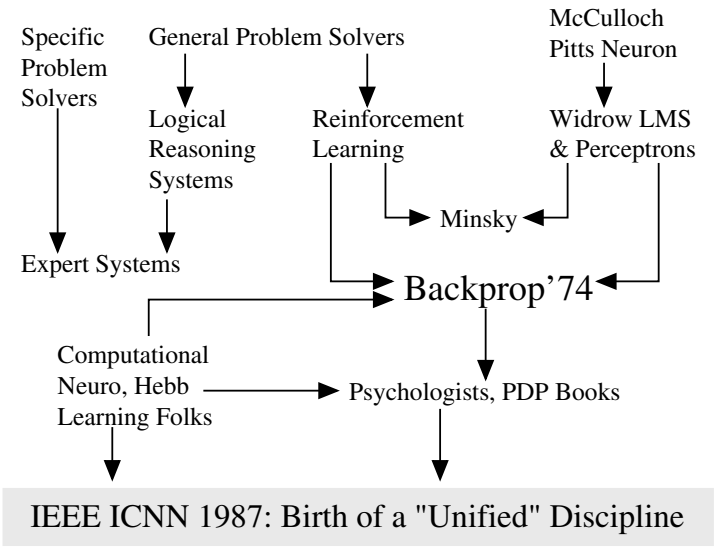 Specific
Problem
Solvers
General Problem Solvers
McCulloch
Pitts Neuron
Logical
Reasoning
Systems
Reinforcement
Learning
Widrow LMS
& Perceptrons
Minsky
Expert Systems
Backprop’74
Computational
Neuro, Hebb
Learning Folks
Psychologists, PDP Books
IEEE ICNN 1987: Birth of a "Unified" Discipline